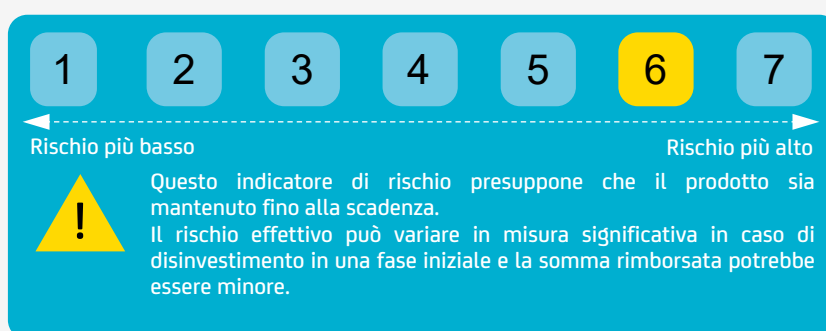 1 2 3 4 5 6 7
Rischio più basso Rischio più alto
! Questo indicatore di rischio presuppone che il prodotto sia
mantenuto fino alla scadenza.
Il rischio effettivo può variare in misura significativa in caso di
disinvestimento in una fase iniziale e la somma rimborsata potrebbe
essere minore.